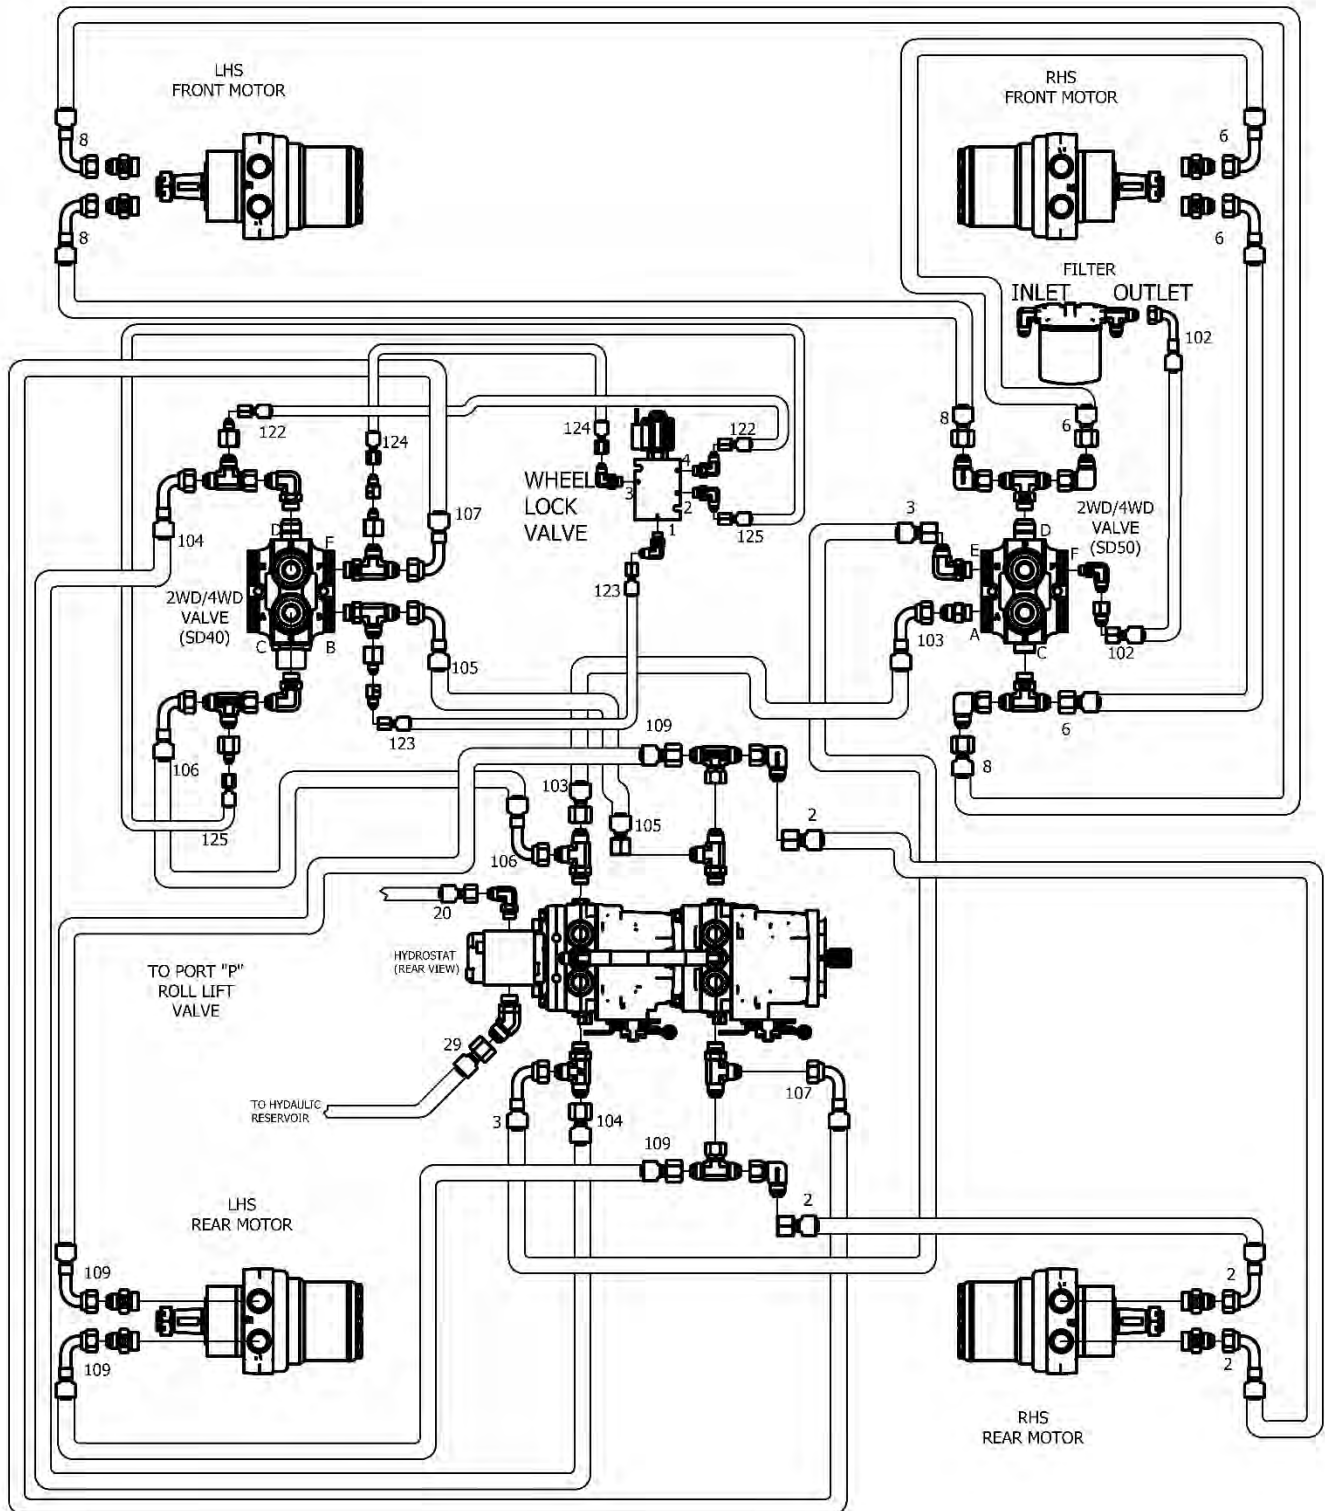 LHS
FRONT MOTOR
RHS
FRONT MOTOR
8
6
8
6
FILTER
INLET OUTLET
102
122
124
124
122
8
6
WHEEL
LOCK
VALVE
4
3
2
1
125
107
104
D
F
2WD/4WD
VALVE
(SD40)
C
B
3
2WD/4WD
VALVE
(SD50)
D
E
F
A
C
103
102
123
105
123
106
125
109
6
8
103
105
2
106
20
HYDROSTAT
(REAR VIEW)
TO PORT "P"
ROLL LIFT
VALVE
29
TO HYDAULIC
RESERVOIR
3
104
107
109
2
LHS
REAR MOTOR
109
109
2
2
RHS
REAR MOTOR